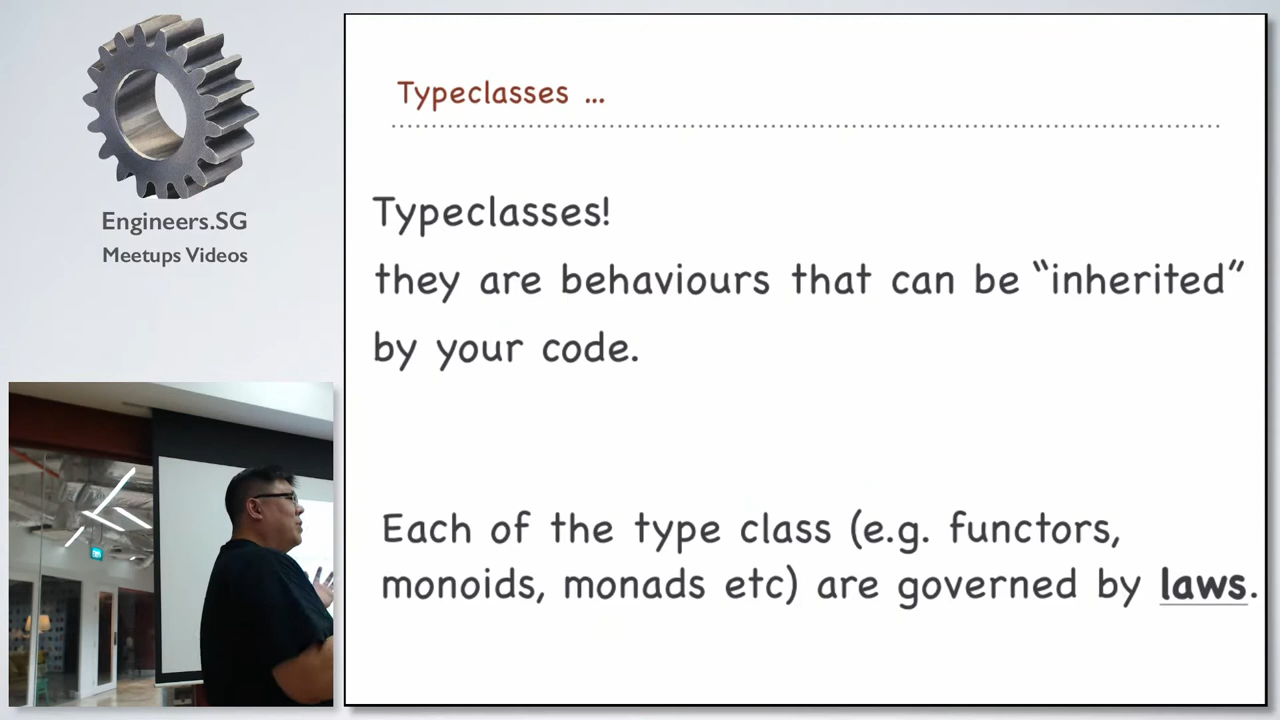 Engineers.SG
Meetups Videos
Typeclasses ...
Typeclasses!
they are behaviours that can be “inherited”
by your code.
Each of the type class (e.g. functors,
monoids, monads etc) are governed by laws.